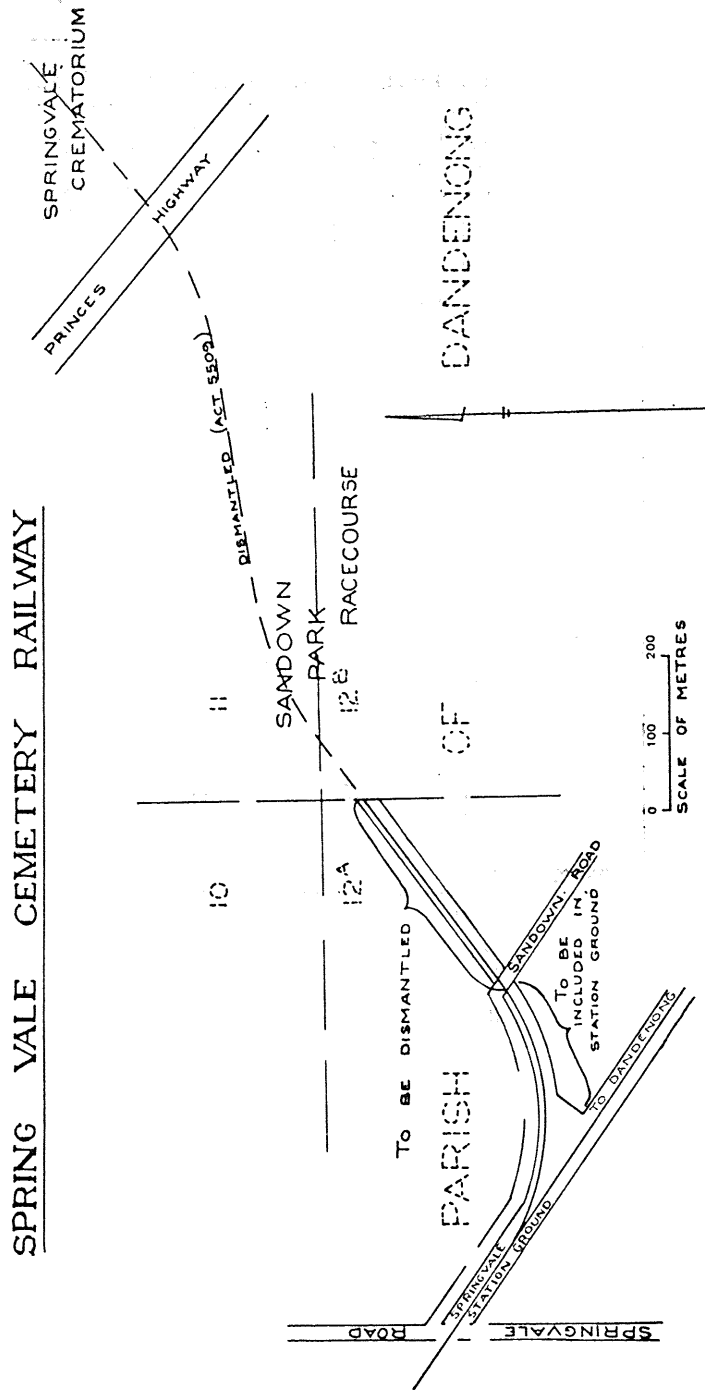 SPRING VALE CEMETERY RAILWAY
SPRINGVALE
CREMATORIUM
PRINCES HIGHWAY
DISMANTLED (ACT 5509)
10
11
SANDOWN
PARK
RACECOURSE
12A
12B
TO BE DISMANTLED
PARISH OF DANDENONG
SANDOWN ROAD
TO BE
INCLUDED IN
STATION GROUND
SPRINGVALE
STATION GROUND
TO DANDENONG
SPRINGVALE ROAD
0 100 200
SCALE OF METRES